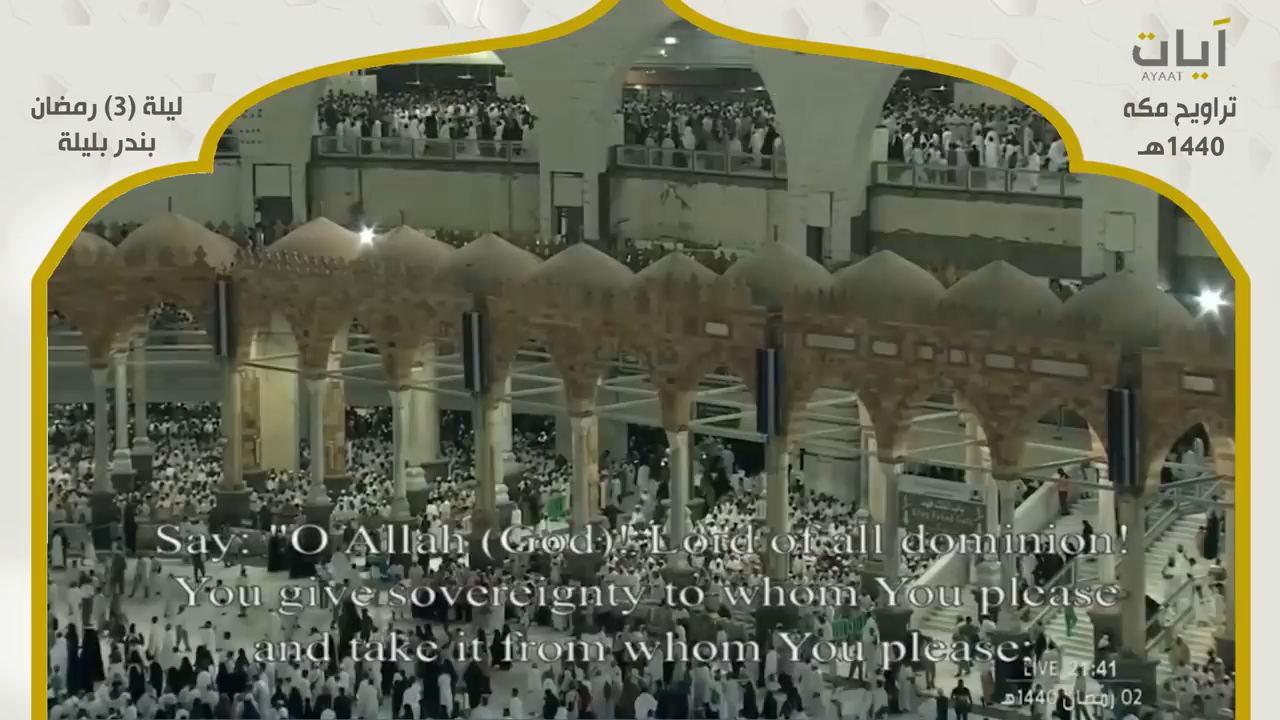 آيات
AYAAT
تراويح مكه
1440هـ
ليلة (3) رمضان
بندر بليلة
Say: "O Allah (God)! Lord of all dominion!
You give sovereignty to whom You please
and take it from whom You please:
LIVE 21:41
02 رمضان 1440هـ